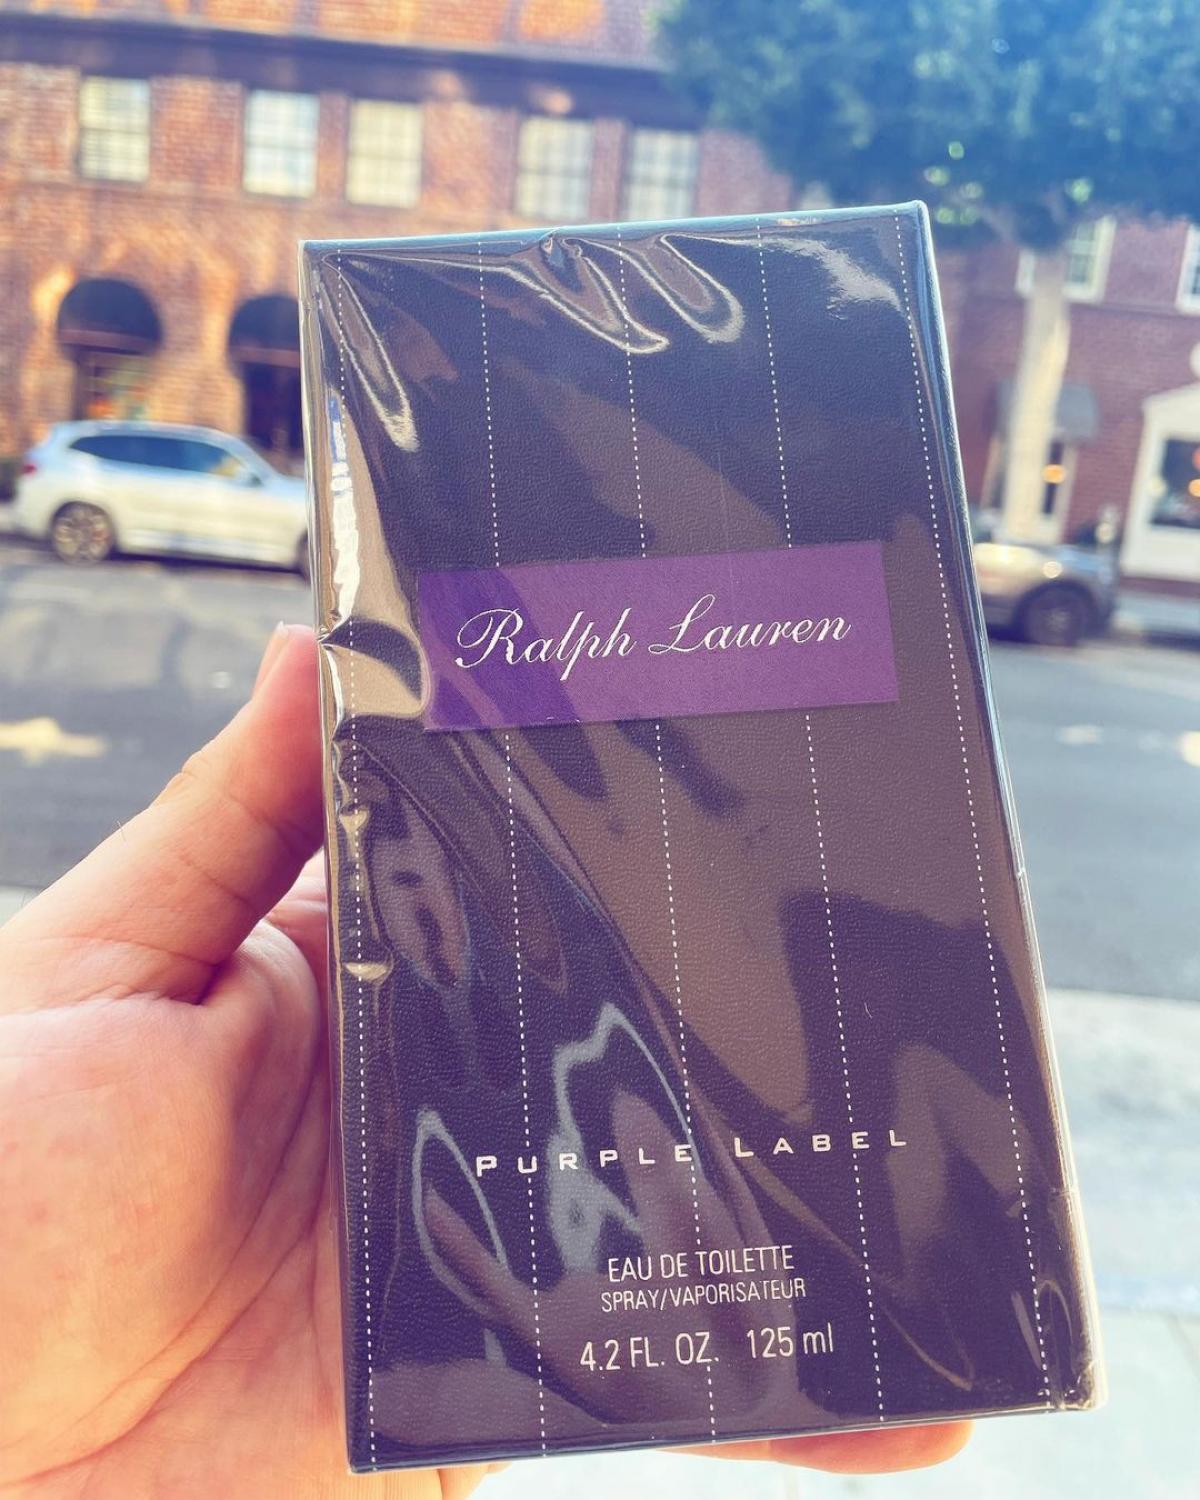 Ralph Lauren
PURPLE LABEL
EAU DE TOILETTE
SPRAY/VAPORISATEUR
4.2 FL. OZ. 125 ml